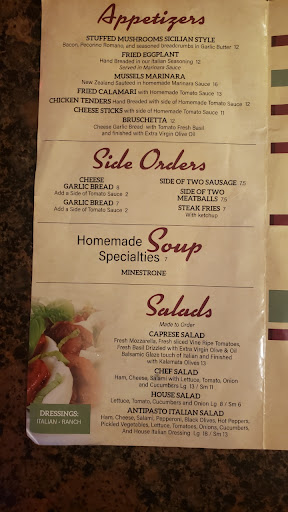 Appetizers
STUFFED MUSHROOMS SICILIAN STYLE
Bacon, Pecorino Romano, and seasoned breadcrumbs in Garlic Butter 12
FRIED EGGPLANT
Hand Breaded in our Italian Seasoning 12
Served in Marinara Sauce
MUSSELS MARINARA
New Zealand Seafood in homemade Marinara Sauce 16
FRIED CALAMARI with Homemade Tomato Sauce 13
CHICKEN TENDERS Hand Breaded with side of Homemade Tomato Sauce 12
CHEESE STICKS with side of Homemade Tomato Sauce 11
BRUSCHETTA 12
Cheese Garlic Bread with Tomato Fresh Basil
and finished with Extra Virgin Olive Oil
Side Orders
CHEESE
GARLIC BREAD 8
Add a Side of Tomato Sauce 2
GARLIC BREAD 7
Add a Side of Tomato Sauce 2
SIDE OF TWO SAUSAGE 7.5
SIDE OF TWO
MEATBALLS 7.5
STEAK FRIES 7
With ketchup
Homemade Soup
Specialties 7
MINESTRONE
Salads
Made to Order
CAPRESE SALAD
Fresh Mozzarella, Fresh sliced Vine Ripe Tomatoes,
Fresh Basil Drizzled with Extra Virgin Olive & Oil
Balsamic Glaze touch of Italian and Finished
with Kalamata Olives 13
CHEF SALAD
Ham, Cheese, Salami with Lettuce, Tomato, Onion
and Cucumbers Lg 13 / Sm 11
HOUSE SALAD
Lettuce, Tomato, Cucumbers and Onion Lg 8 / Sm 6
ANTIPASTO ITALIAN SALAD
Ham, Cheese, Salami, Pepperoni, Black Olives, Hot Peppers,
Pickled Vegetables, Lettuce, Tomatoes, Onions, Cucumbers,
And House Italian Dressing Lg 18 / Sm 13
DRESSINGS:
ITALIAN - RANCH